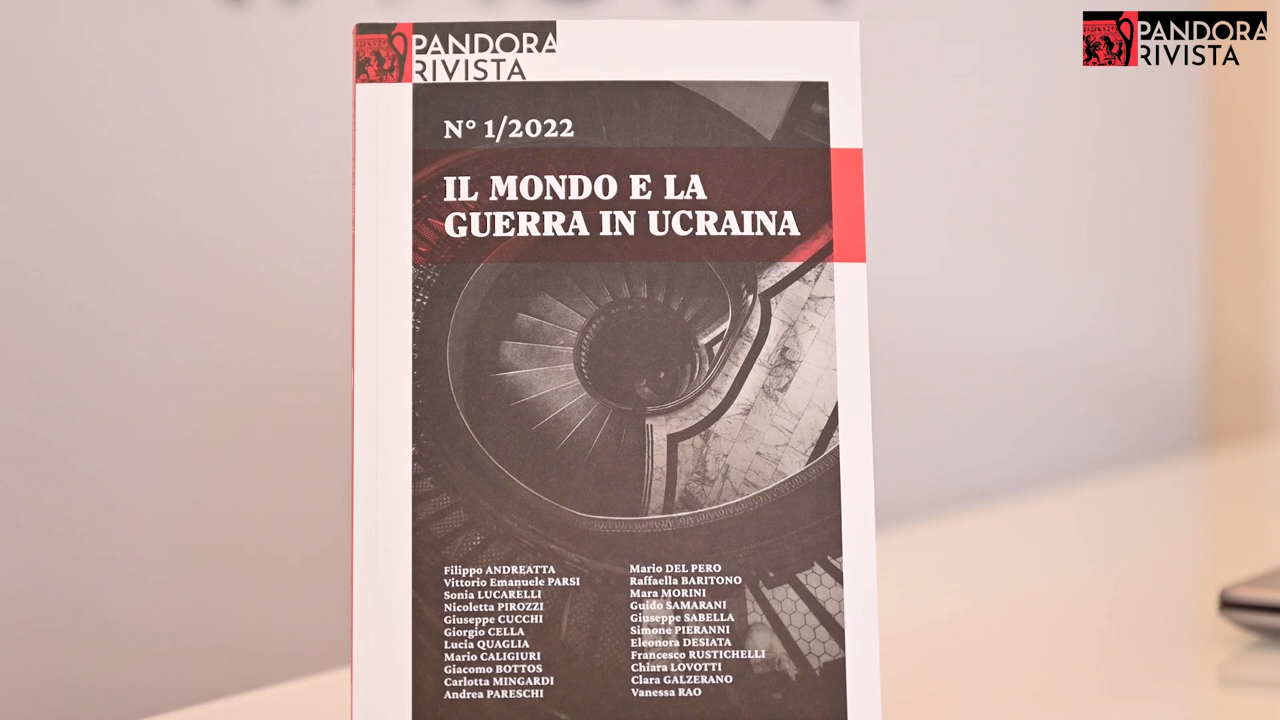 PANDORA
RIVISTA
PANDORA
RIVISTA
N° 1/2022
IL MONDO E LA
GUERRA IN UCRAINA
Filippo ANDREATTA
Vittorio Emanuele PARSI
Sonia LUCARELLI
Nicoletta PIROZZI
Giuseppe CUCCHI
Giorgio CELLA
Lucia QUAGLIA
Mario CALIGIURI
Giacomo BOTTOS
Carlotta MINGARDI
Andrea PARESCHI
Mario DEL PERO
Raffaella BARITONO
Mara MORINI
Guido SAMARANI
Giuseppe SABELLA
Simone PIERANNI
Eleonora DESIATA
Francesco RUSTICHELLI
Chiara LOVOTTI
Clara GALZERANO
Vanessa RAO